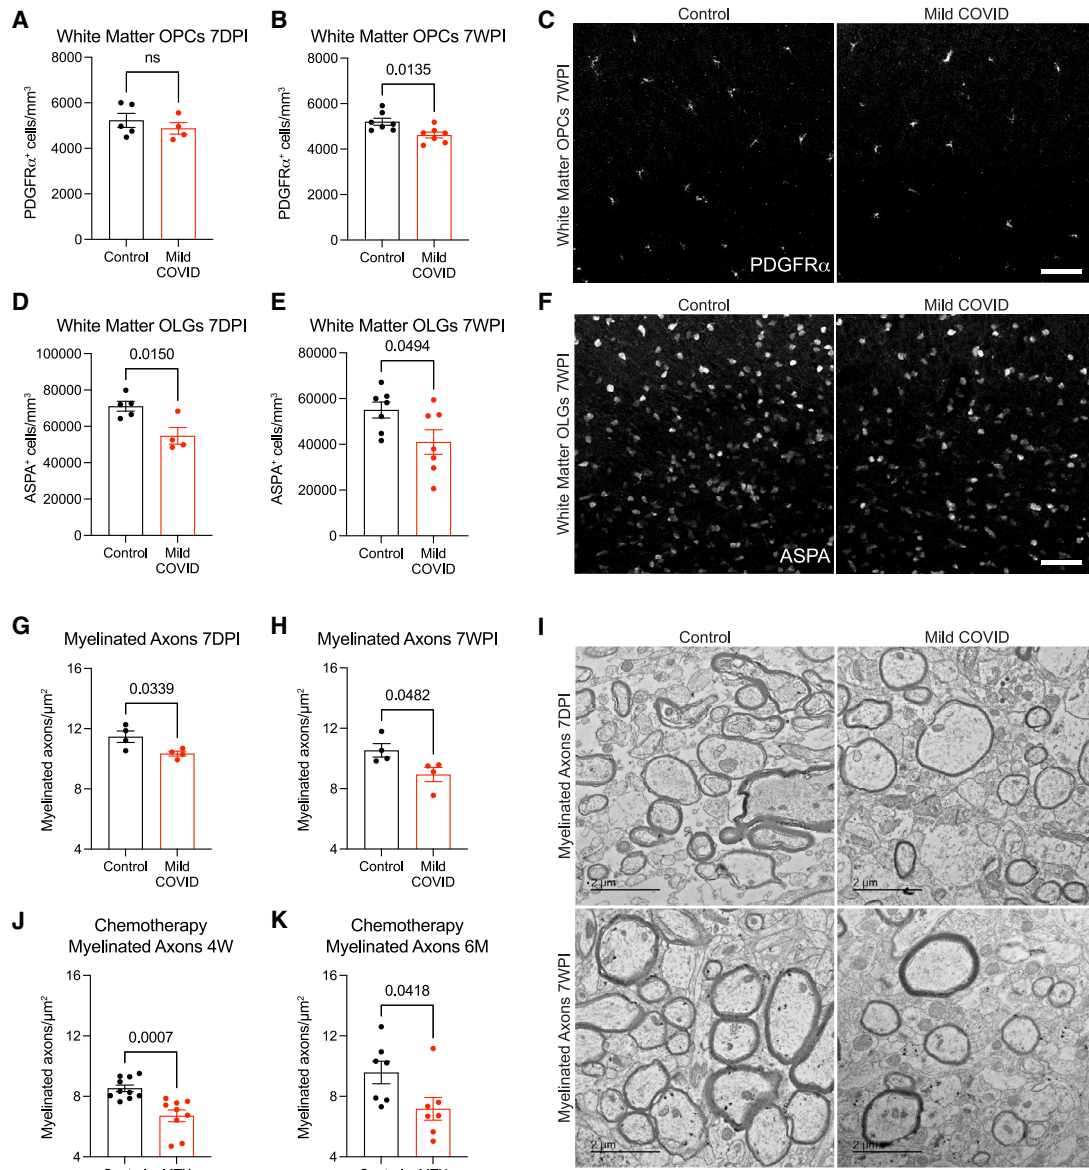 A
White Matter OPCs 7DPI
ns
8000
6000
4000
2000
0
PDGFRα⁺ cells/mm³
Control
Mild
COVID
B
White Matter OPCs 7WPI
0.0135
8000
6000
4000
2000
0
PDGFRα⁺ cells/mm³
Control
Mild
COVID
C
Control
Mild COVID
White Matter OPCs 7WPI
PDGFRα
D
White Matter OLGs 7DPI
0.0150
100000
80000
60000
40000
20000
0
ASPA⁺ cells/mm³
Control
Mild
COVID
E
White Matter OLGs 7WPI
0.0494
80000
60000
40000
20000
0
ASPA⁺ cells/mm³
Control
Mild
COVID
F
Control
Mild COVID
White Matter OLGs 7WPI
ASPA
G
Myelinated Axons 7DPI
0.0339
16
12
8
4
Myelinated axons/μm²
Control
Mild
COVID
H
Myelinated Axons 7WPI
0.0482
16
12
8
4
Myelinated axons/μm²
Control
Mild
COVID
I
Control
Mild COVID
Myelinated Axons 7DPI
2 μm
2 μm
Myelinated Axons 7WPI
2 μm
2 μm
J
Chemotherapy
Myelinated Axons 4W
0.0007
16
12
8
4
Myelinated axons/μm²
K
Chemotherapy
Myelinated Axons 6M
0.0418
16
12
8
4
Myelinated axons/μm²